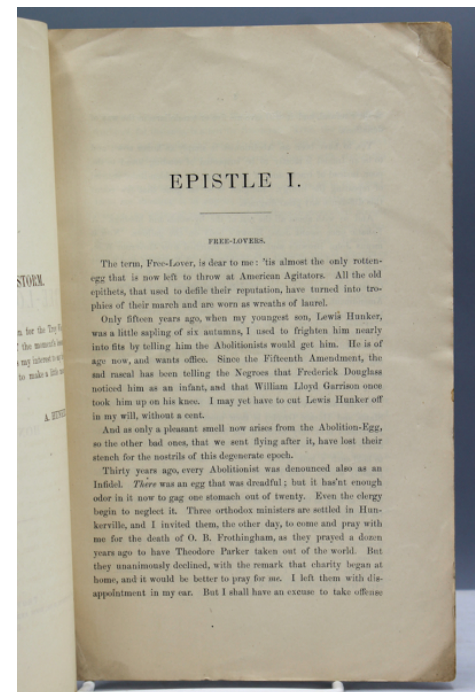 STORM.
n for the Troy
the moment's
my interest to say
to make a little
EPISTLE I.
FREE-LOVERS.
The term, Free-Lover, is dear to me: 'tis almost the only rotten-
egg that is now left to throw at American Agitators. All the old
epithets, that used to defile their reputation, have turned into tro-
phies of their march and are worn as wreaths of laurel.
Only fifteen years ago, when my youngest son, Lewis Hunker,
was a little sapling of six autumns, I used to frighten him nearly
into fits by telling him the Abolitionists would get him. He is of
age now, and wants office. Since the Fifteenth Amendment, the
sad rascal has been telling the Negroes that Frederick Douglass
noticed him as an infant, and that William Lloyd Garrison once
took him up on his knee. I may yet have to cut Lewis Hunker off
in my will, without a cent.
And as only a pleasant smell now arises from the Abolition-Egg,
so the other bad ones, that we sent flying after it, have lost their
stench for the nostrils of this degenerate epoch.
Thirty years ago, every Abolitionist was denounced also as an
Infidel. There was an egg that was dreadful; but it has'nt enough
odor in it now to gag one stomach out of twenty. Even the clergy
begin to neglect it. Three orthodox ministers are settled in Hun-
kerville, and I invited them, the other day, to come and pray with
me for the death of O. B. Frothingham, as they prayed a dozen
years ago to have Theodore Parker taken out of the world. But
they unanimously declined, with the remark that charity began at
home, and it would be better to pray for me. I left them with dis-
appointment in my ear. But I shall have an excuse to take offense